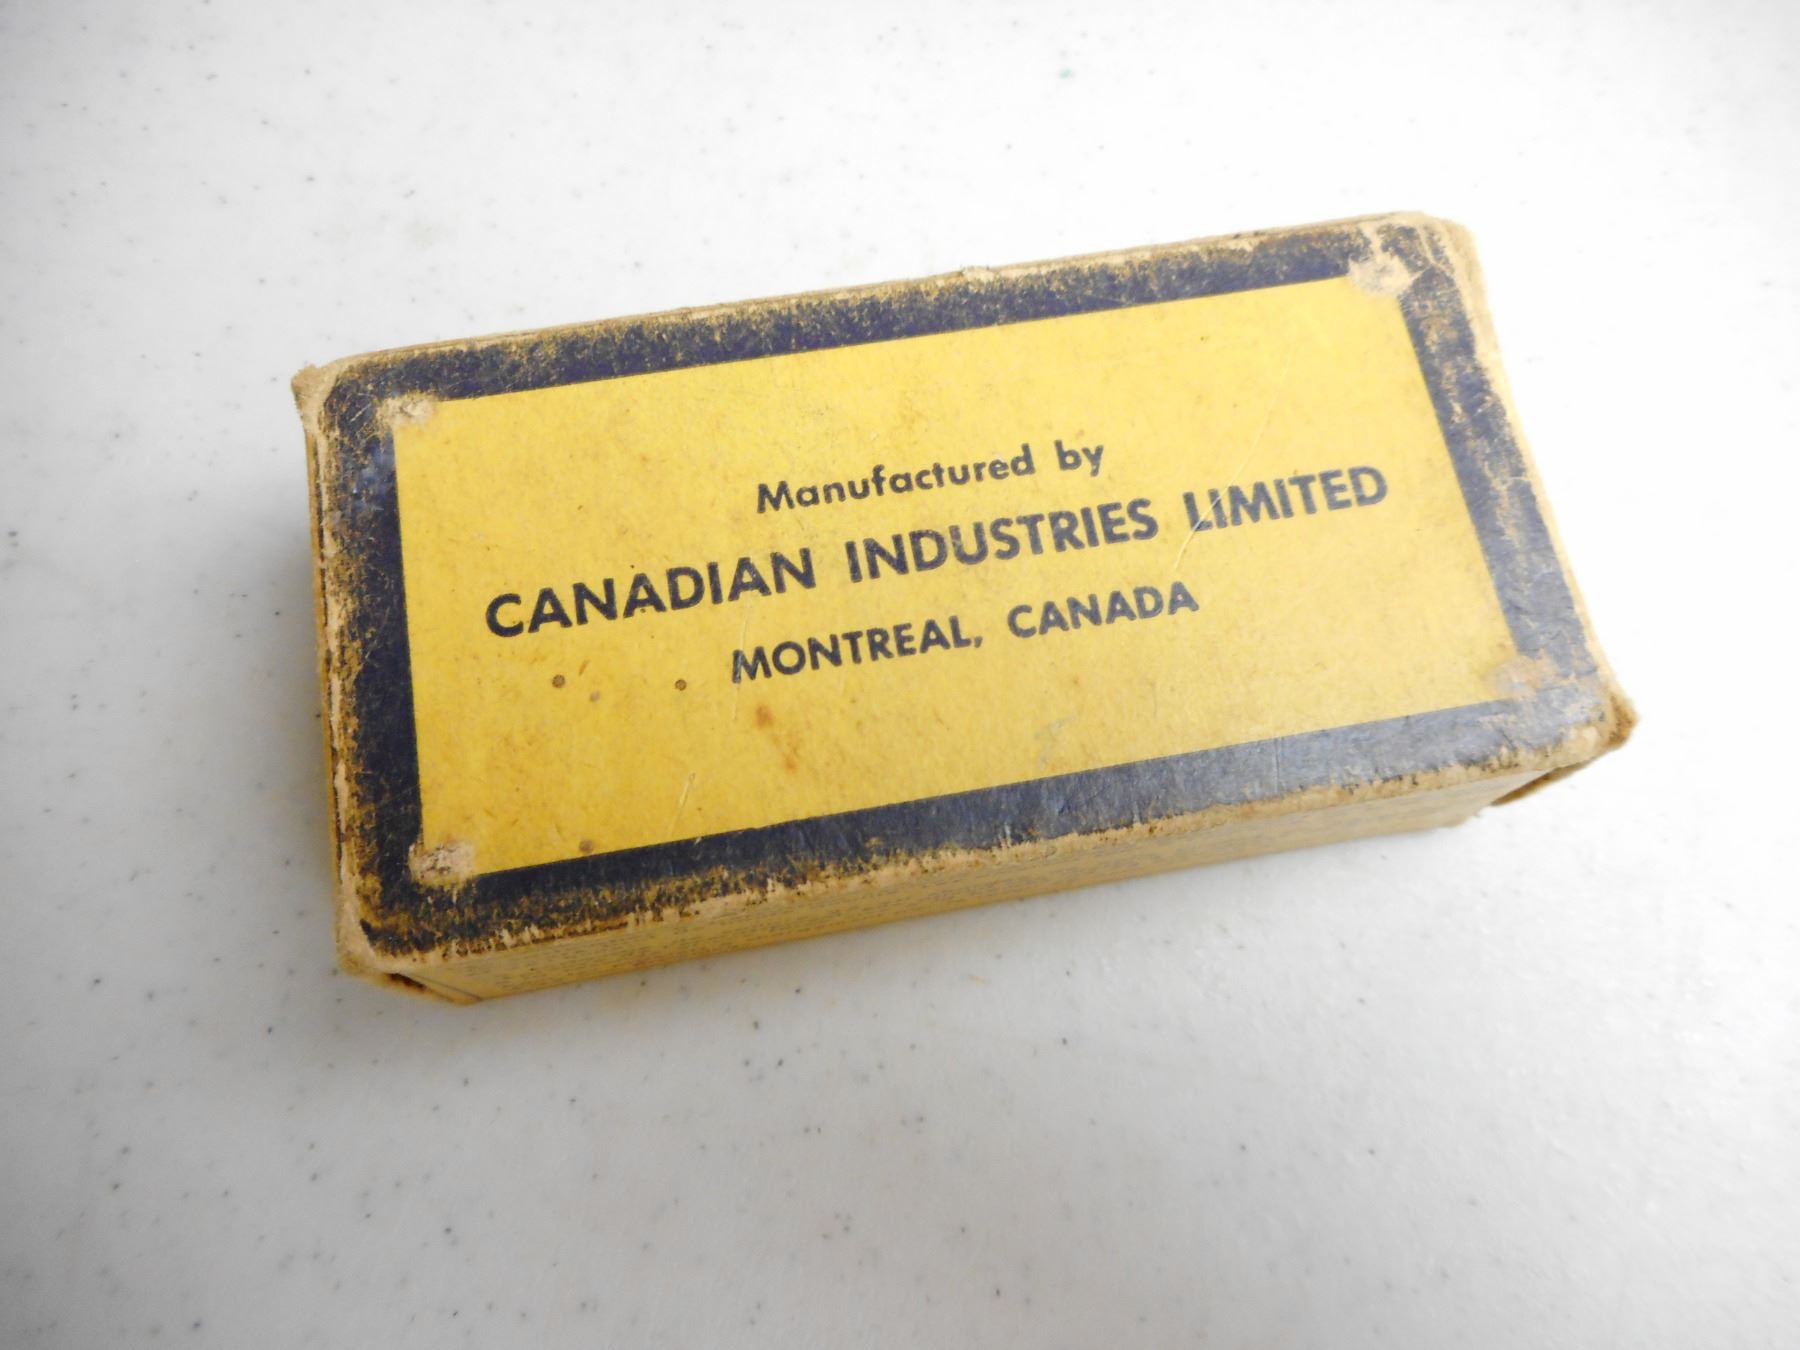 Manufactured by
CANADIAN INDUSTRIES LIMITED
MONTREAL, CANADA